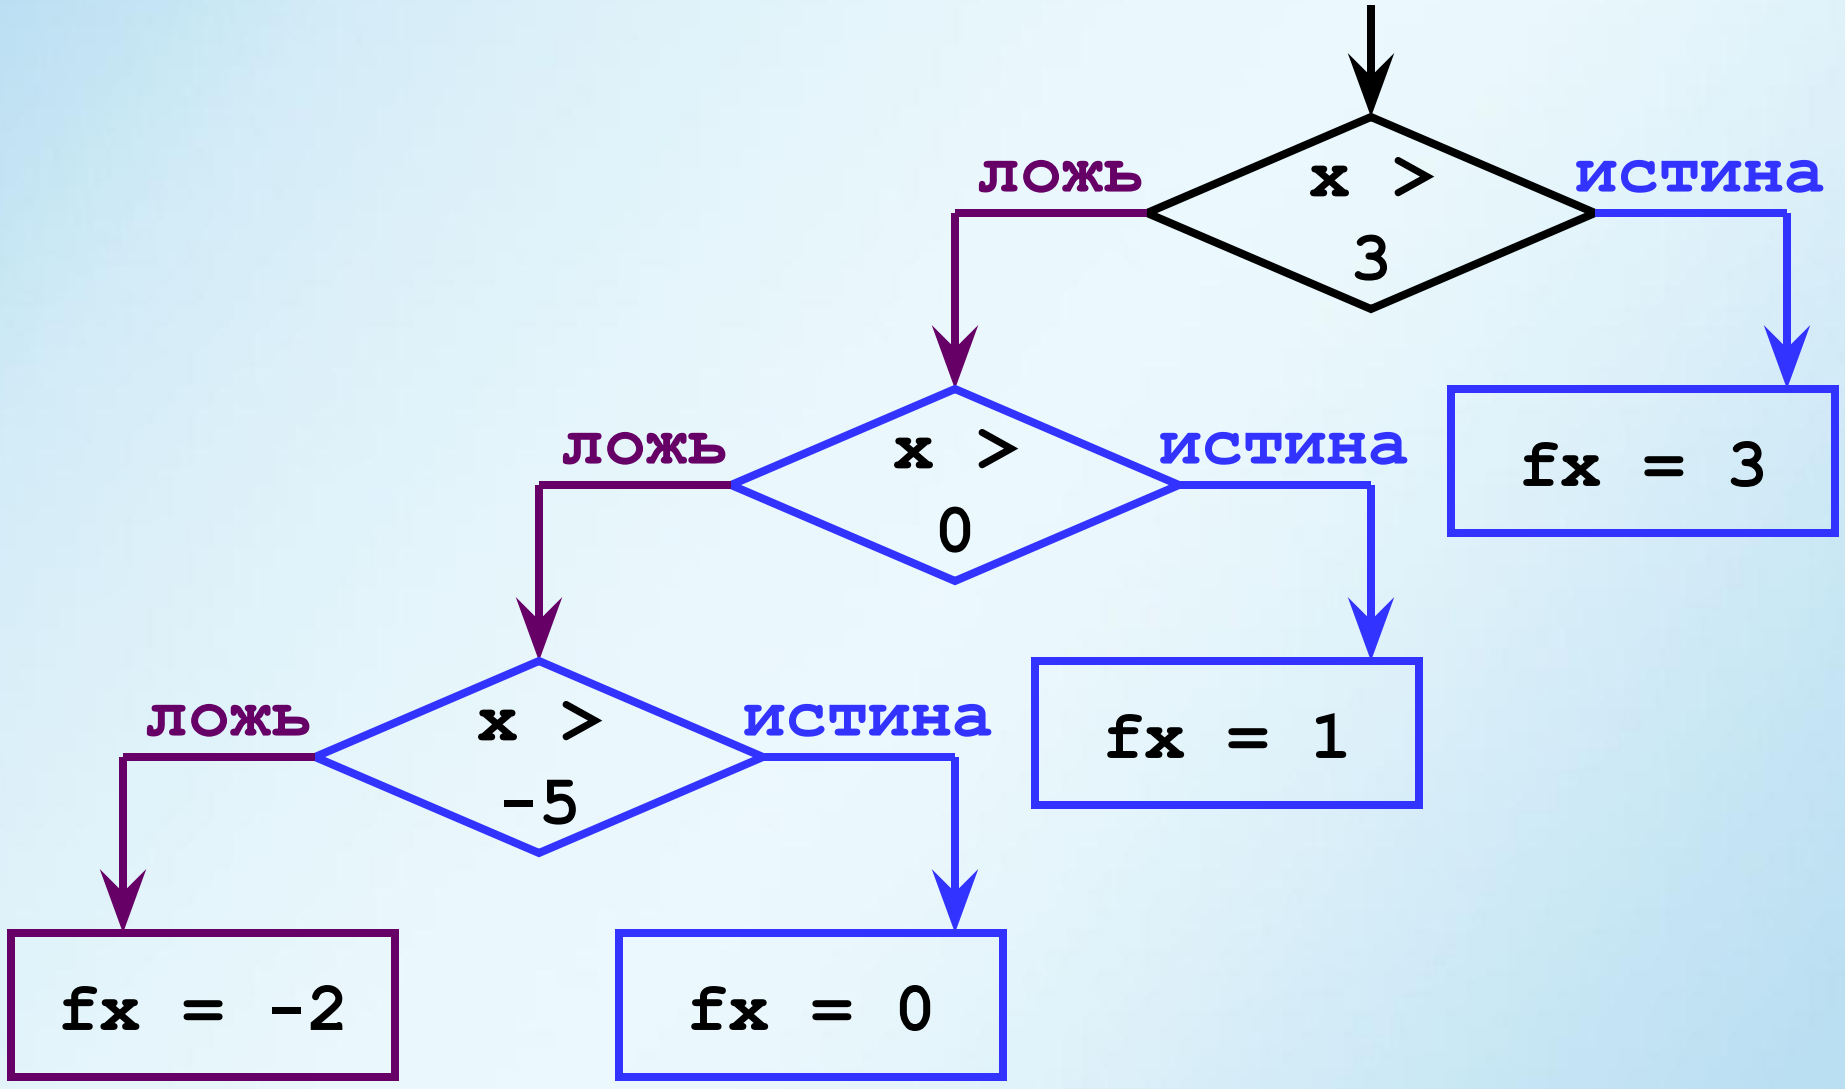 ложь
x >
3
истина
ложь
x >
0
истина
fx = 3
ложь
x >
-5
истина
fx = 1
fx = -2
fx = 0